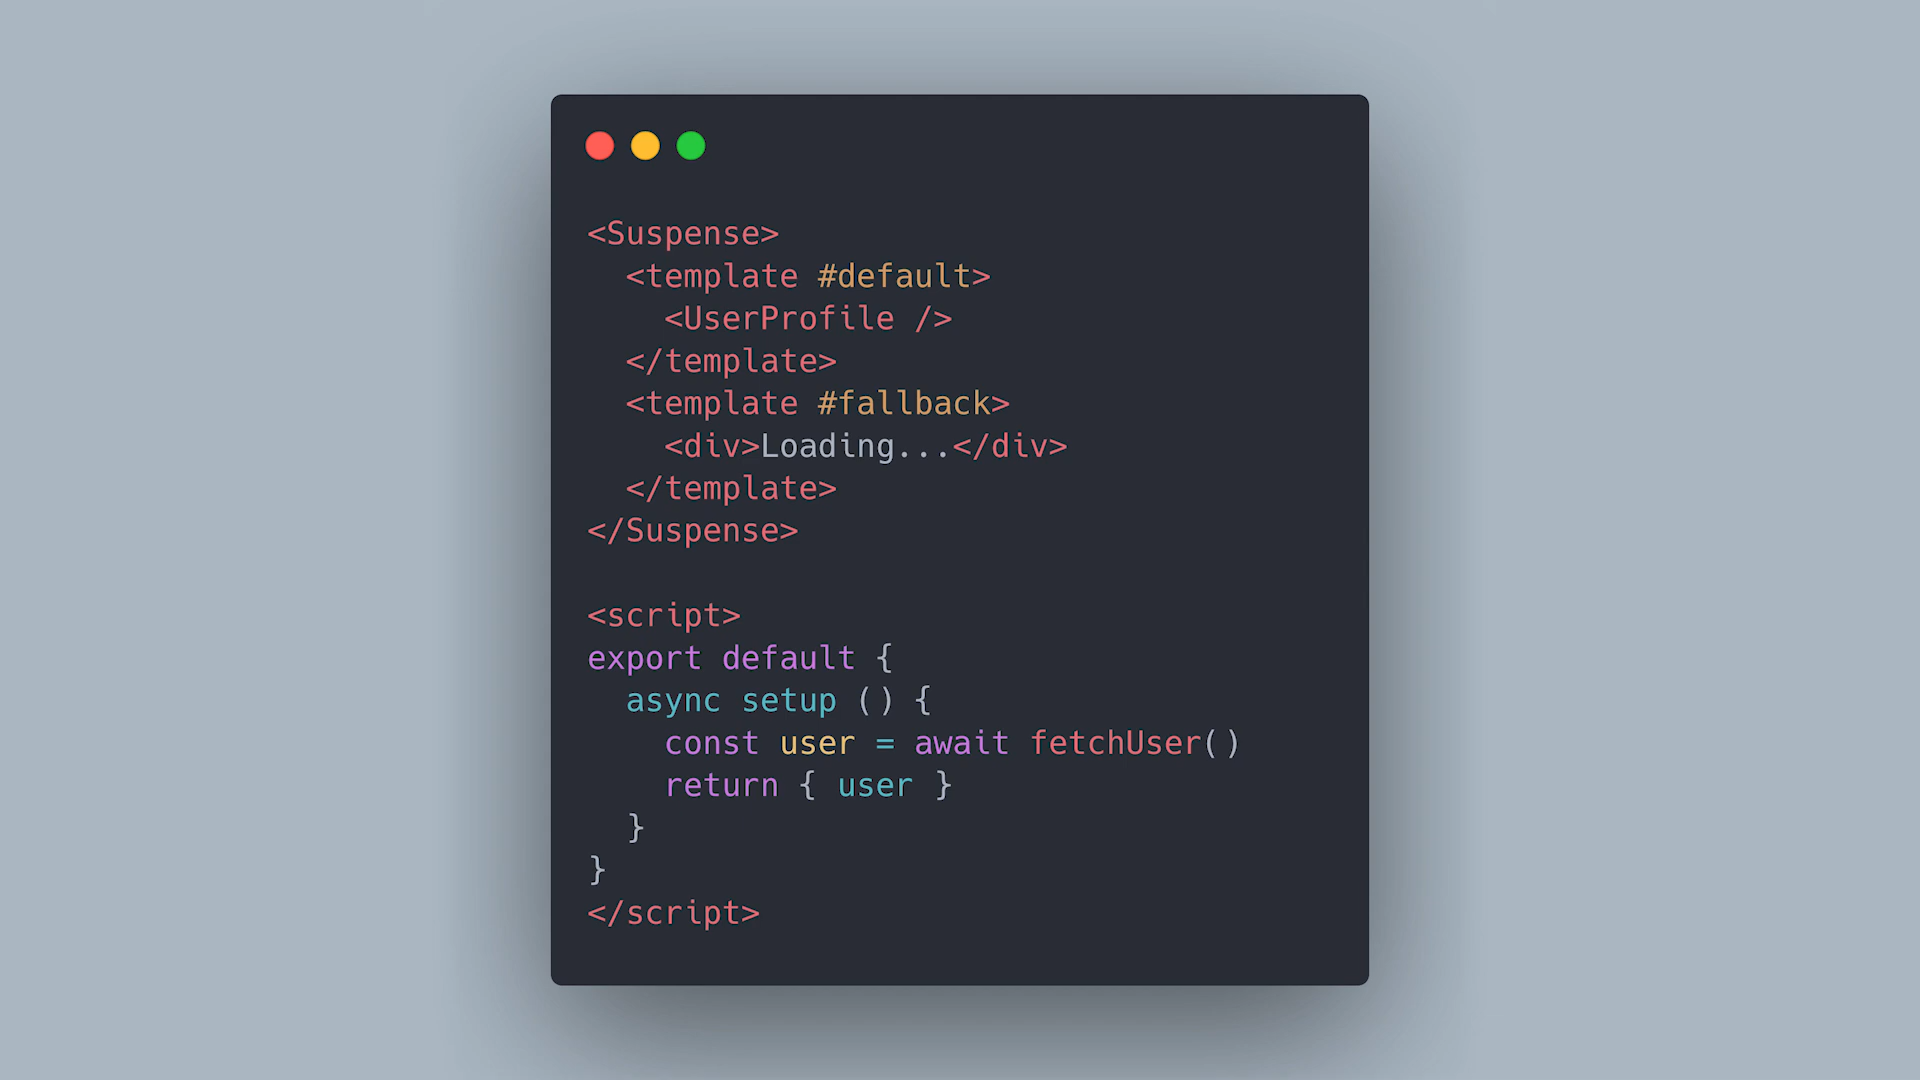 <Suspense>
  <template #default>
    <UserProfile />
  </template>
  <template #fallback>
    <div>Loading...</div>
  </template>
</Suspense>

<script>
export default {
  async setup () {
    const user = await fetchUser()
    return { user }
  }
}
</script>